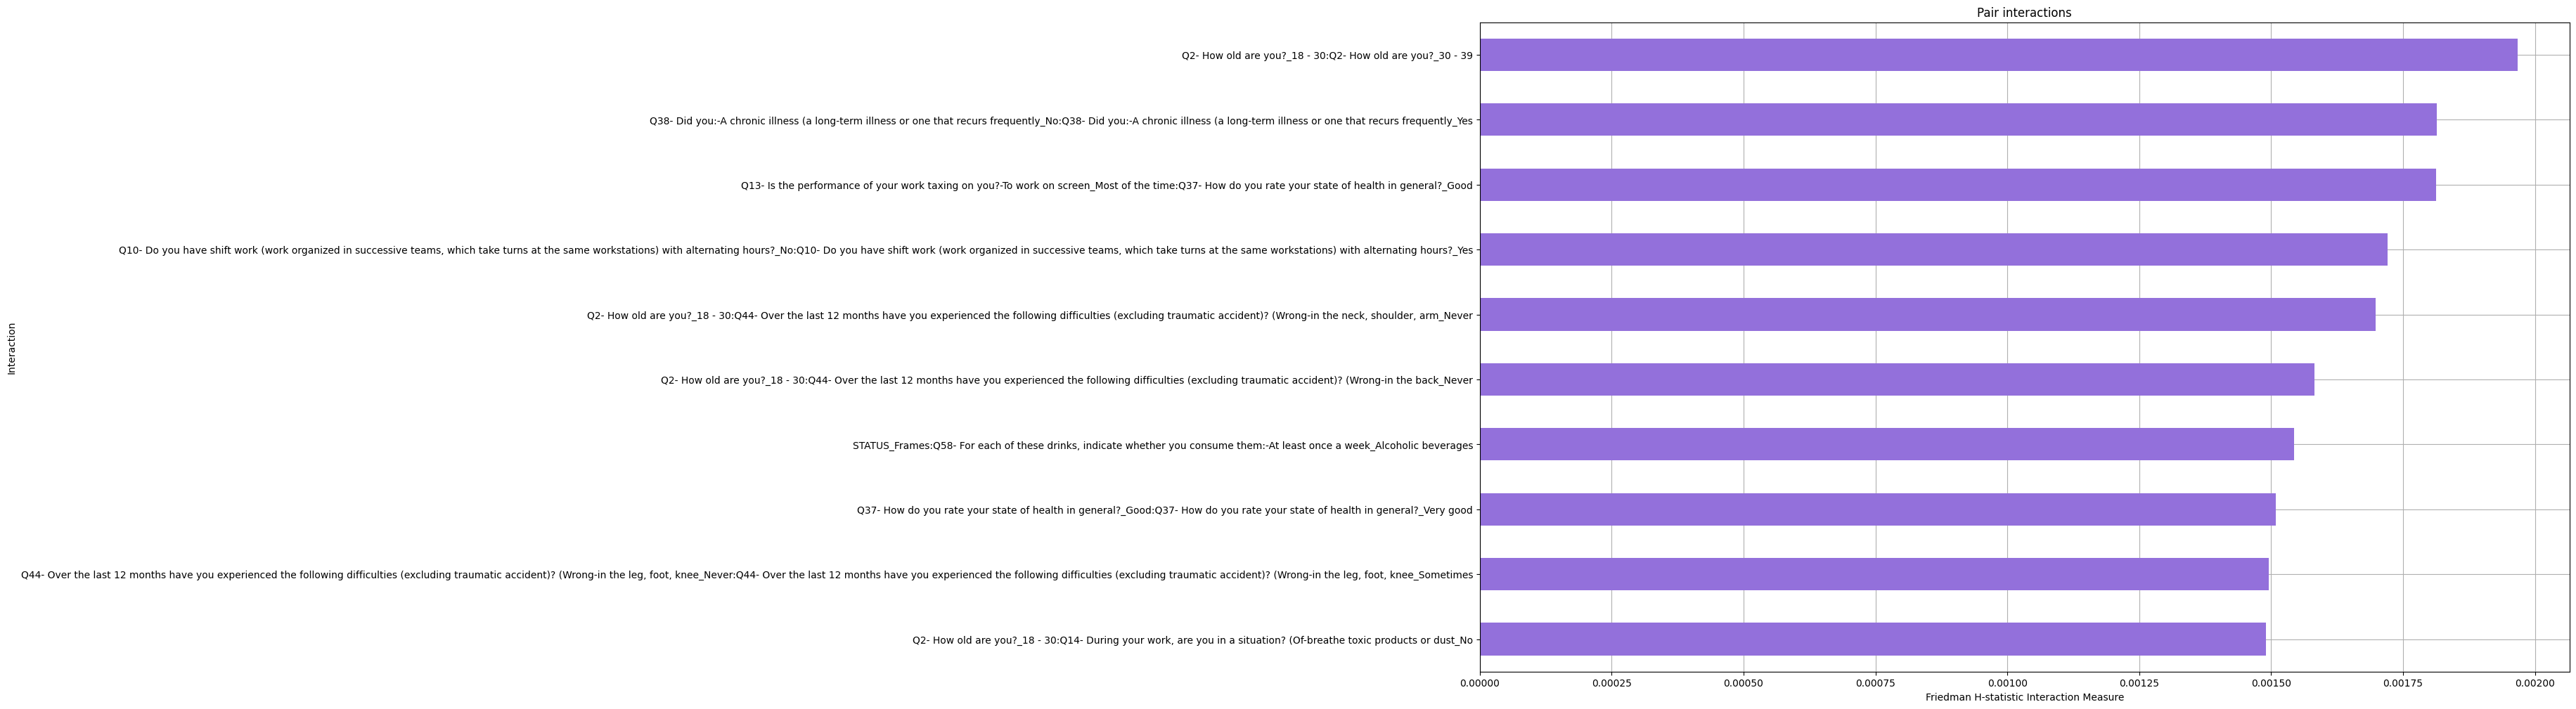 Pair interactions
Q2- How old are you?_18 - 30:Q2- How old are you?_30 - 39
Q38- Did you:-A chronic illness (a long-term illness or one that recurs frequently_No:Q38- Did you:-A chronic illness (a long-term illness or one that recurs frequently_Yes
Q13- Is the performance of your work taxing on you?-To work on screen_Most of the time:Q37- How do you rate your state of health in general?_Good
Q10- Do you have shift work (work organized in successive teams, which take turns at the same workstations) with alternating hours?_No:Q10- Do you have shift work (work organized in successive teams, which take turns at the same workstations) with alternating hours?_Yes
Q2- How old are you?_18 - 30:Q44- Over the last 12 months have you experienced the following difficulties (excluding traumatic accident)? (Wrong-in the neck, shoulder, arm_Never
Q2- How old are you?_18 - 30:Q44- Over the last 12 months have you experienced the following difficulties (excluding traumatic accident)? (Wrong-in the back_Never
STATUS_Frames:Q58- For each of these drinks, indicate whether you consume them:-At least once a week_Alcoholic beverages
Q37- How do you rate your state of health in general?_Good:Q37- How do you rate your state of health in general?_Very good
Q44- Over the last 12 months have you experienced the following difficulties (excluding traumatic accident)? (Wrong-in the leg, foot, knee_Never:Q44- Over the last 12 months have you experienced the following difficulties (excluding traumatic accident)? (Wrong-in the leg, foot, knee_Sometimes
Q2- How old are you?_18 - 30:Q14- During your work, are you in a situation? (Of-breathe toxic products or dust_No
Interaction
0.00000 0.00025 0.00050 0.00075 0.00100 0.00125 0.00150 0.00175 0.00200
Friedman H-statistic Interaction Measure